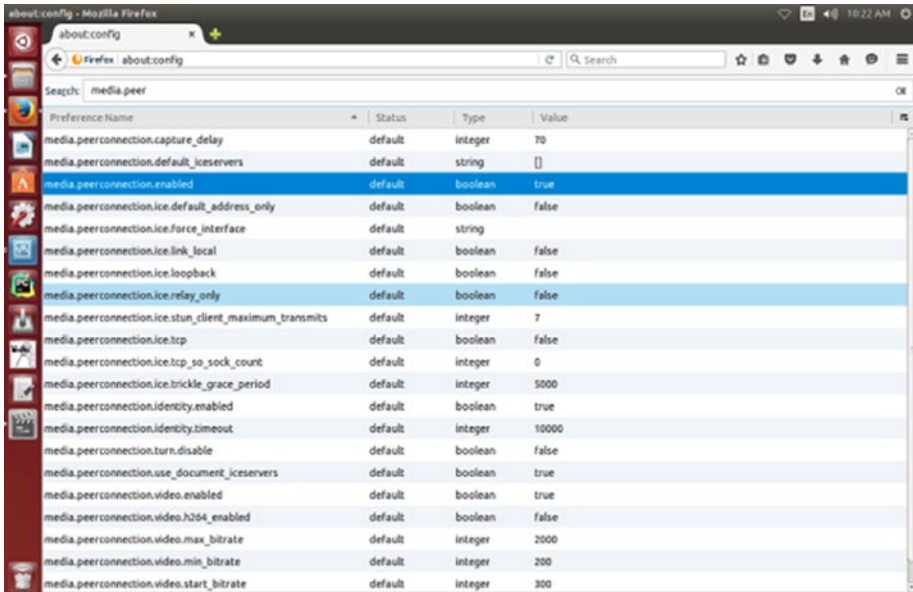 about:config - Mozilla Firefox En 10:22 AM
about:config
Firefox about:config Search
Search: media.peer
Preference Name Status Type Value
media.peerconnection.capture_delay default integer 70
media.peerconnection.default_iceservers default string []
media.peerconnection.enabled default boolean true
media.peerconnection.ice.default_address_only default boolean false
media.peerconnection.ice.force_interface default string
media.peerconnection.ice.link_local default boolean false
media.peerconnection.ice.loopback default boolean false
media.peerconnection.ice.relay_only default boolean false
media.peerconnection.ice.stun_client_maximum_transmits default integer 7
media.peerconnection.ice.tcp default boolean false
media.peerconnection.ice.tcp_so_sock_count default integer 0
media.peerconnection.ice.trickle_grace_period default integer 5000
media.peerconnection.identity.enabled default boolean true
media.peerconnection.identity.timeout default integer 10000
media.peerconnection.turn.disable default boolean false
media.peerconnection.use_document_iceservers default boolean true
media.peerconnection.video.enabled default boolean true
media.peerconnection.video.h264_enabled default boolean false
media.peerconnection.video.max_bitrate default integer 2000
media.peerconnection.video.min_bitrate default integer 200
media.peerconnection.video.start_bitrate default integer 300